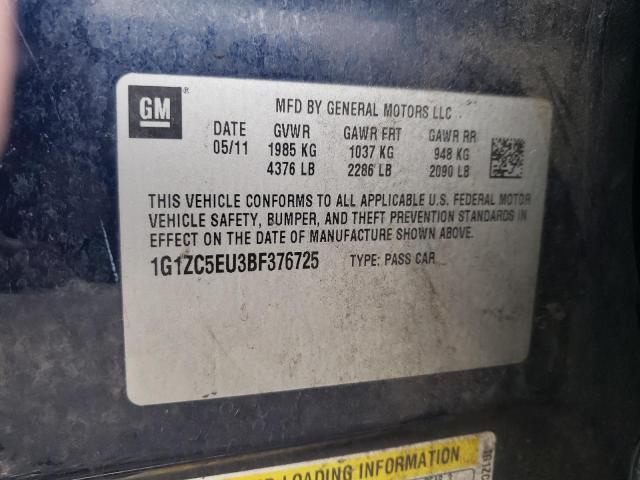 GM
MFD BY GENERAL MOTORS LLC
DATE GVWR GAWR FRT GAWR RR
05/11 1985 KG 1037 KG 948 KG
4376 LB 2286 LB 2090 LB
THIS VEHICLE CONFORMS TO ALL APPLICABLE U.S. FEDERAL MOTOR
VEHICLE SAFETY, BUMPER, AND THEFT PREVENTION STANDARDS IN
EFFECT ON THE DATE OF MANUFACTURE SHOWN ABOVE.
1G1ZC5EU3BF376725 TYPE: PASS CAR
LOADING INFORMATION